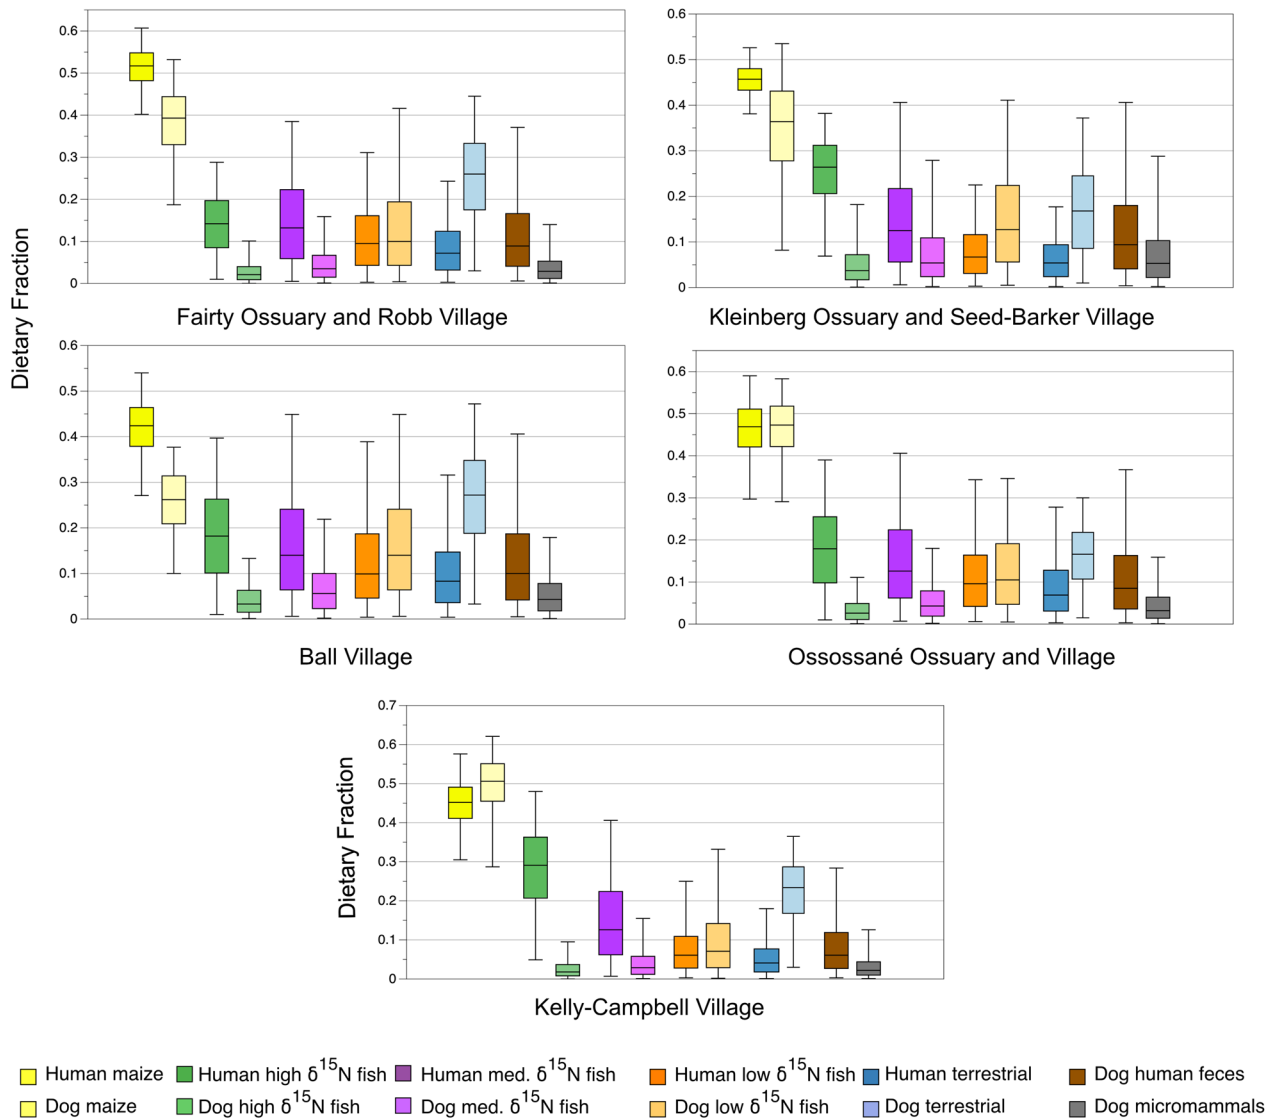 Dietary Fraction
0.6
0.5
0.4
0.3
0.2
0.1
0
Fairty Ossuary and Robb Village
0.6
0.5
0.4
0.3
0.2
0.1
0
Kleinberg Ossuary and Seed-Barker Village
0.6
0.5
0.4
0.3
0.2
0.1
0
Ball Village
0.6
0.5
0.4
0.3
0.2
0.1
0
Ossossané Ossuary and Village
Dietary Fraction
0.7
0.6
0.5
0.4
0.3
0.2
0.1
0
Kelly-Campbell Village
Human maize
Human high δ15N fish
Human med. δ15N fish
Human low δ15N fish
Human terrestrial
Dog human feces
Dog maize
Dog high δ15N fish
Dog med. δ15N fish
Dog low δ15N fish
Dog terrestrial
Dog micromammals